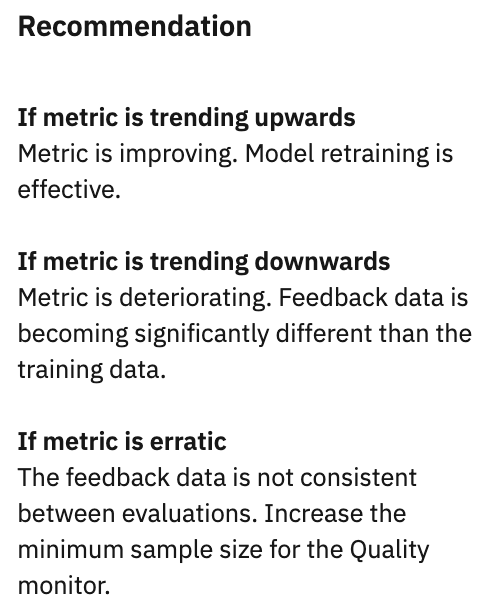 Recommendation
If metric is trending upwards
Metric is improving. Model retraining is
effective.
If metric is trending downwards
Metric is deteriorating. Feedback data is
becoming significantly different than the
training data.
If metric is erratic
The feedback data is not consistent
between evaluations. Increase the
minimum sample size for the Quality
monitor.